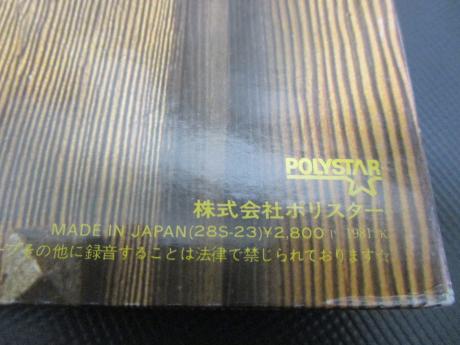 POLYSTAR
株式会社ポリスター
MADE IN JAPAN(28S-23)¥2,800 Ⓟ 1981 K
プその他に録音することは法律で禁じられております☆